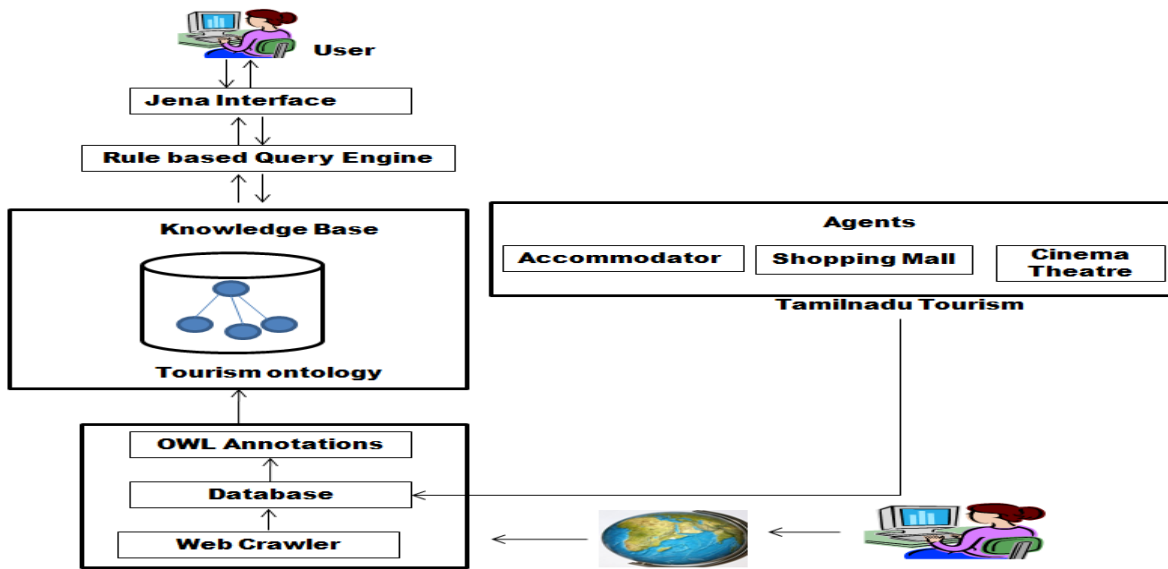 User
Jena Interface
Rule based Query Engine
Knowledge Base
Tourism ontology
Agents
Accommodator
Shopping Mall
Cinema
Theatre
Tamilnadu Tourism
OWL Annotations
Database
Web Crawler